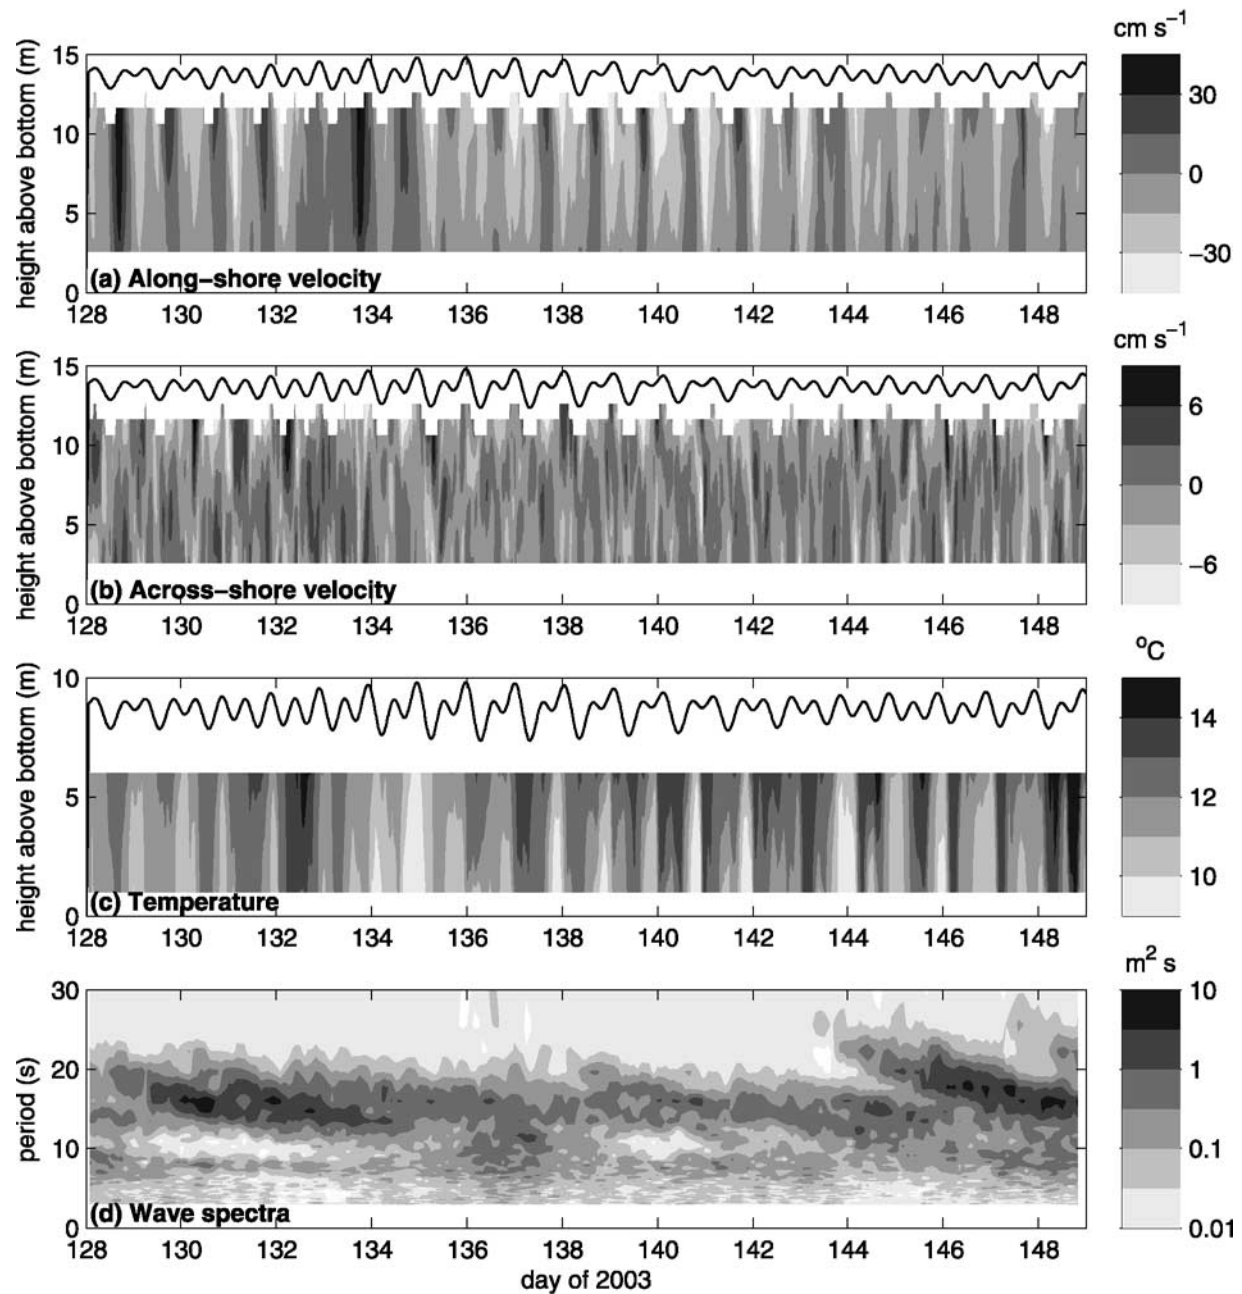 cm s⁻¹
height above bottom (m)
15
10
5
0
(a) Along–shore velocity
30
0
−30
128 130 132 134 136 138 140 142 144 146 148
cm s⁻¹
height above bottom (m)
15
10
5
0
(b) Across–shore velocity
6
0
−6
128 130 132 134 136 138 140 142 144 146 148
°C
height above bottom (m)
10
5
0
(c) Temperature
14
12
10
128 130 132 134 136 138 140 142 144 146 148
m² s
period (s)
30
20
10
0
(d) Wave spectra
10
1
0.1
0.01
128 130 132 134 136 138 140 142 144 146 148
day of 2003